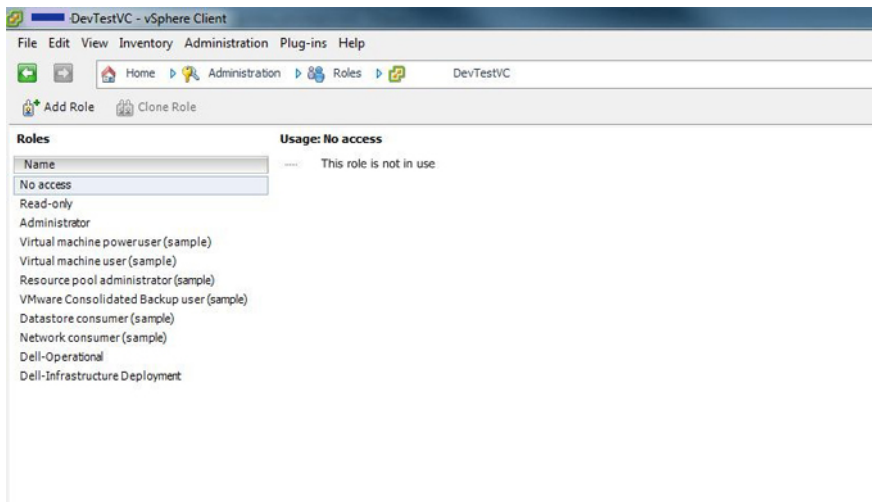 DevTestVC - vSphere Client
File Edit View Inventory Administration Plug-ins Help
Home Administration Roles DevTestVC
Add Role Clone Role
Roles
Usage: No access
Name
This role is not in use
No access
Read-only
Administrator
Virtual machine poweruser (sample)
Virtual machine user (sample)
Resource pool administrator (sample)
VMware Consolidated Backup user (sample)
Datastore consumer (sample)
Network consumer (sample)
Dell-Operational
Dell-Infrastructure Deployment